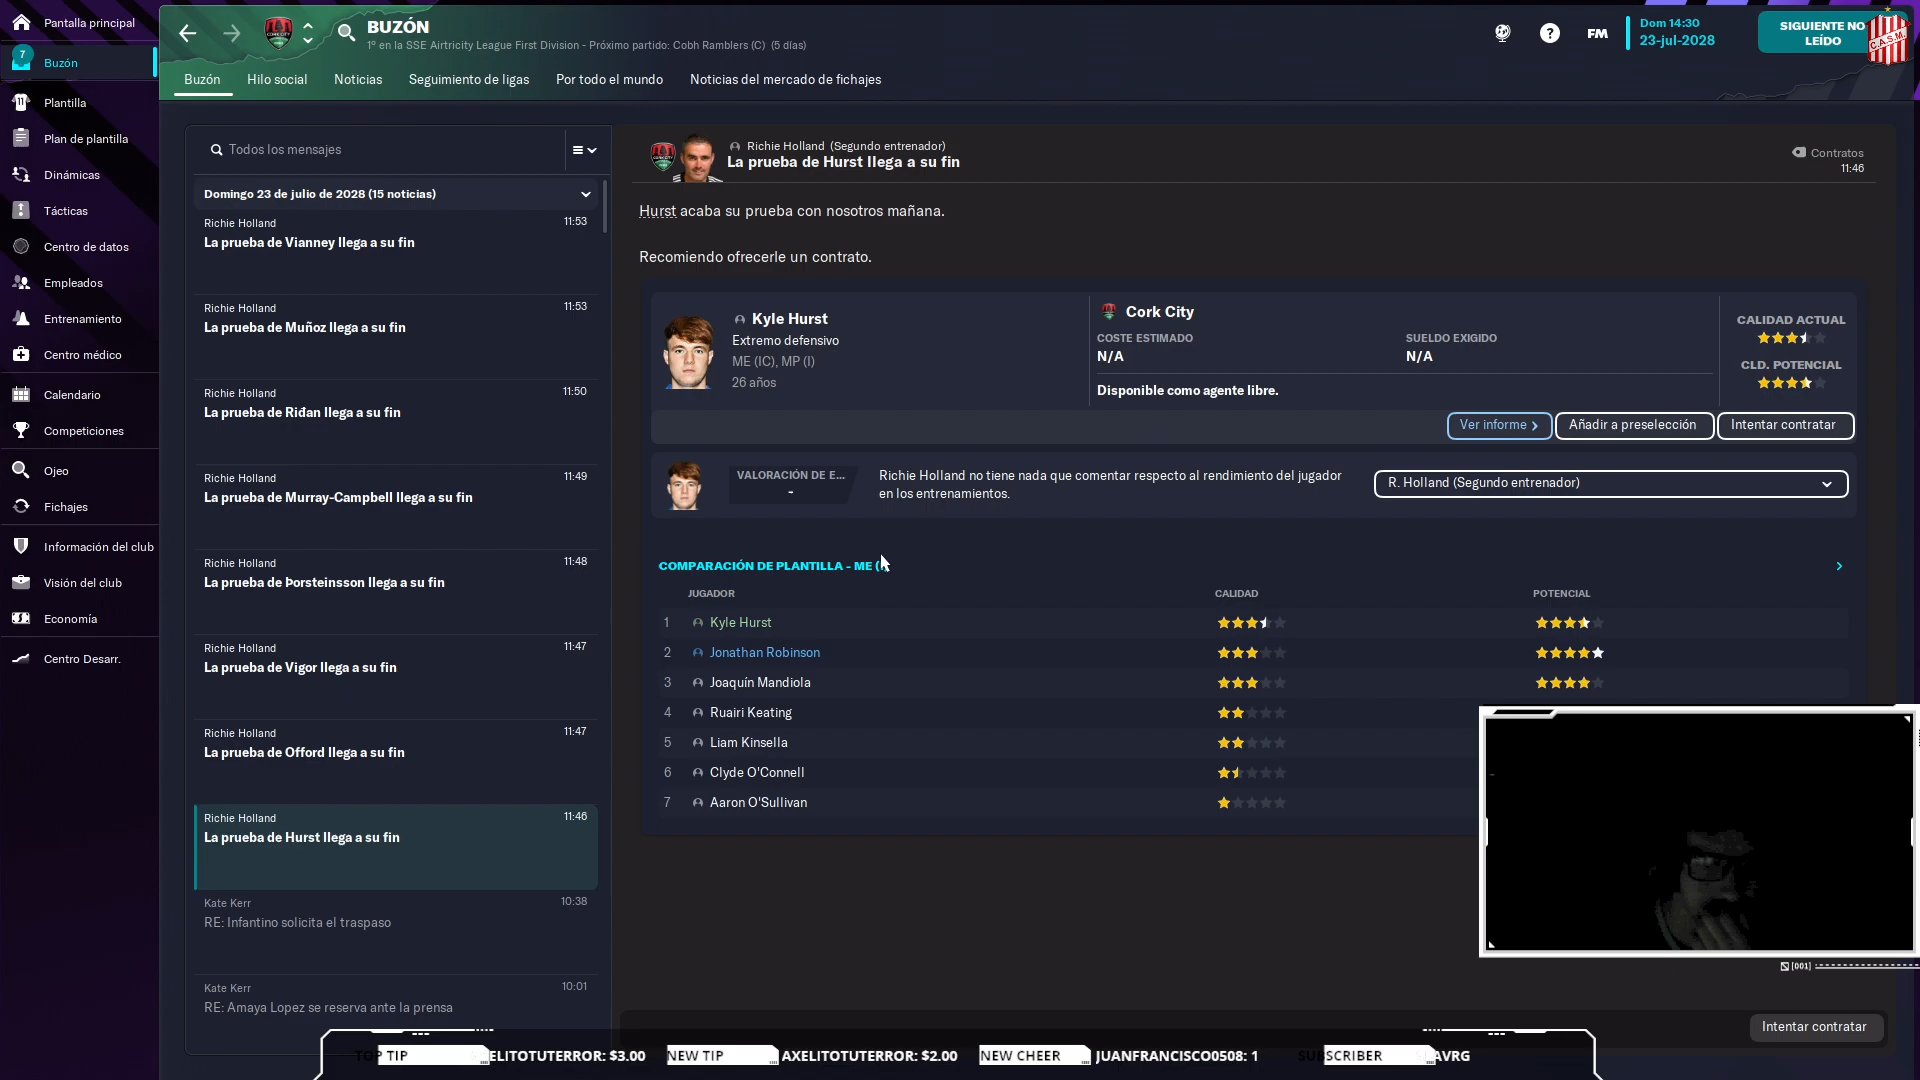 Pantalla principal
7
Buzón
Plantilla
Plan de plantilla
Dinámicas
Tácticas
Centro de datos
Empleados
Entrenamiento
Centro médico
Calendario
Competiciones
Ojeo
Fichajes
Información del club
Visión del club
Economía
Centro Desarr.
BUZÓN
1º en la SSE Airtricity League First Division - Próximo partido: Cobh Ramblers (C) (5 días)
FM
Dom 14:30
23-jul-2028
SIGUIENTE NO
LEÍDO
C.A.S.M.
Buzón Hilo social Noticias Seguimiento de ligas Por todo el mundo Noticias del mercado de fichajes
Todos los mensajes
Domingo 23 de julio de 2028 (15 noticias)
Richie Holland 11:53
La prueba de Vianney llega a su fin
Richie Holland 11:53
La prueba de Muñoz llega a su fin
Richie Holland 11:50
La prueba de Riđan llega a su fin
Richie Holland 11:49
La prueba de Murray-Campbell llega a su fin
Richie Holland 11:48
La prueba de Þorsteinsson llega a su fin
Richie Holland 11:47
La prueba de Vigor llega a su fin
Richie Holland 11:47
La prueba de Offord llega a su fin
Richie Holland 11:46
La prueba de Hurst llega a su fin
Kate Kerr 10:38
RE: Infantino solicita el traspaso
Kate Kerr 10:01
RE: Amaya Lopez se reserva ante la prensa
Richie Holland (Segundo entrenador)
La prueba de Hurst llega a su fin
Contratos
11:46
Hurst acaba su prueba con nosotros mañana.
Recomiendo ofrecerle un contrato.
Kyle Hurst
Extremo defensivo
ME (IC), MP (I)
26 años
Cork City
COSTE ESTIMADO SUELDO EXIGIDO
N/A N/A
Disponible como agente libre.
CALIDAD ACTUAL
CLD. POTENCIAL
Ver informe Añadir a preselección Intentar contratar
VALORACIÓN DE E...
-
Richie Holland no tiene nada que comentar respecto al rendimiento del jugador
en los entrenamientos.
R. Holland (Segundo entrenador)
COMPARACIÓN DE PLANTILLA - ME (
JUGADOR CALIDAD POTENCIAL
1 Kyle Hurst
2 Jonathan Robinson
3 Joaquín Mandiola
4 Ruairi Keating
5 Liam Kinsella
6 Clyde O'Connell
7 Aaron O'Sullivan
[001]
Intentar contratar
TOP TIP ELITOTUTERROR: $3.00 NEW TIP AXELITOTUTERROR: $2.00 NEW CHEER JUANFRANCISCO0508: 1 SUBSCRIBER AVRG